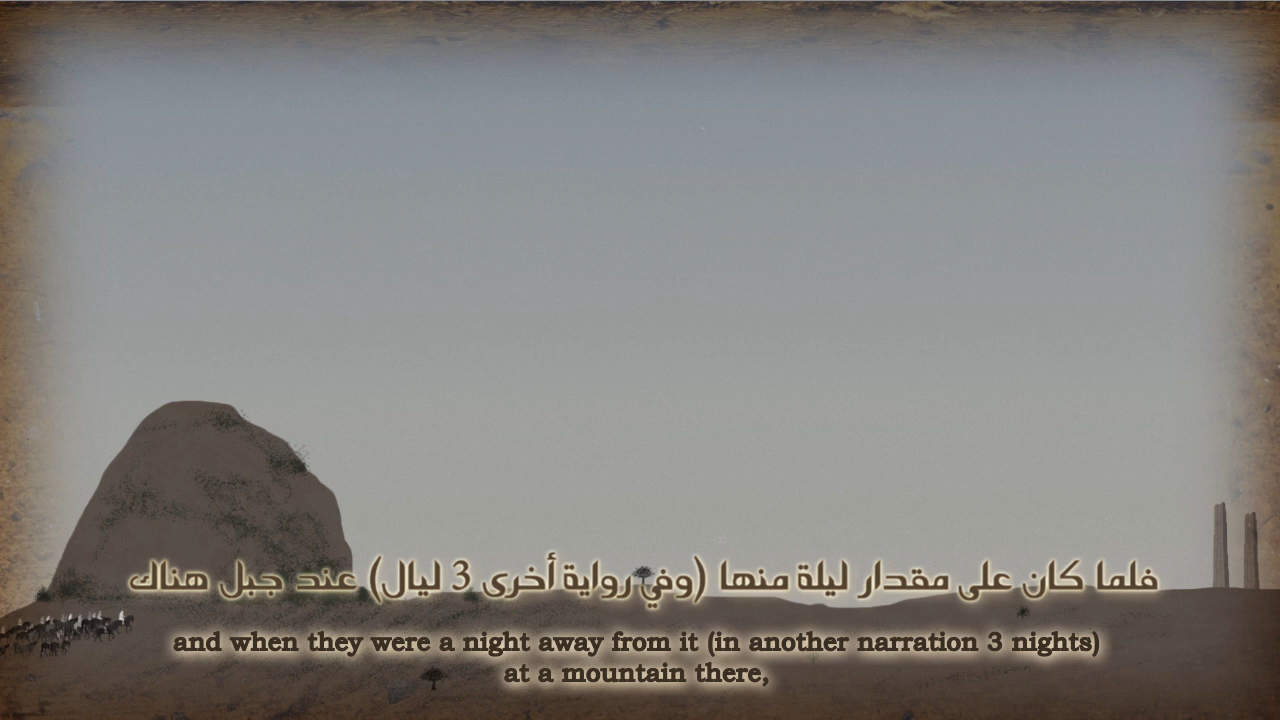 فلما كان على مقدار ليلة منها (وفي رواية أخرى 3 ليال) عند جبل هناك
and when they were a night away from it (in another narration 3 nights)
at a mountain there,